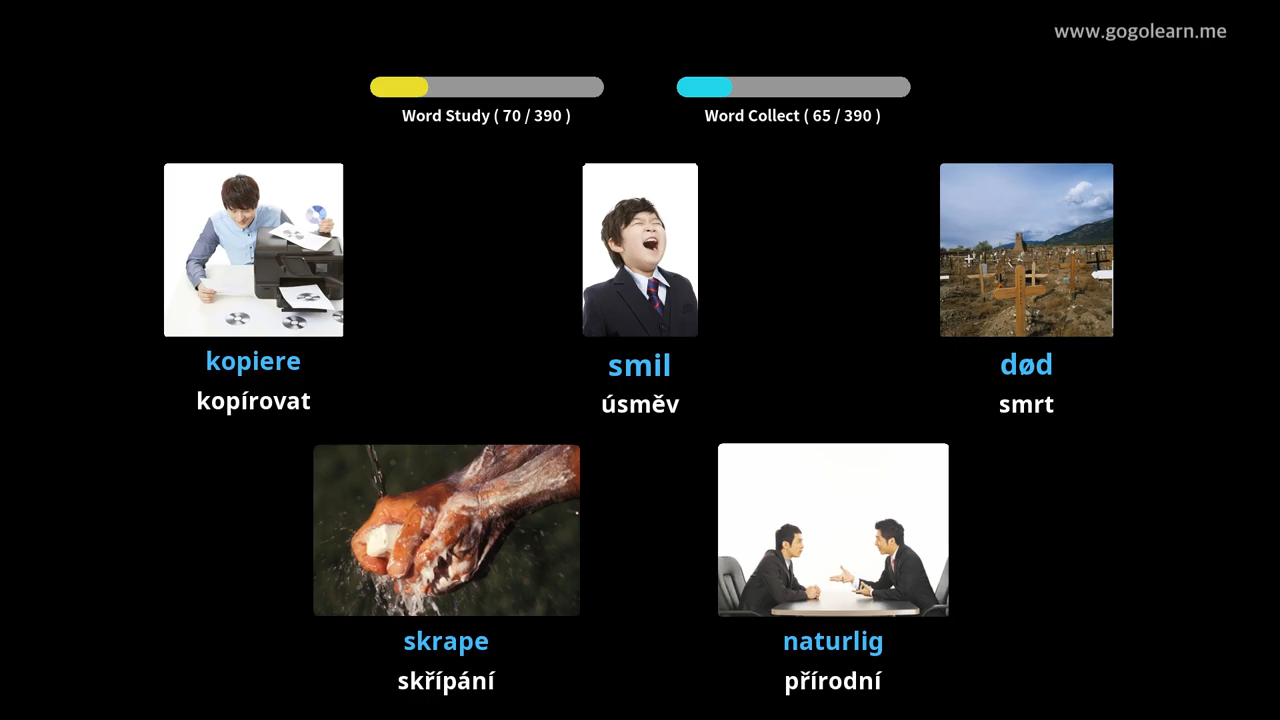 www.gogolearn.me
Word Study ( 70 / 390 )
Word Collect ( 65 / 390 )
kopiere
kopírovat
smil
úsměv
død
smrt
skrape
skřípání
naturlig
přírodní